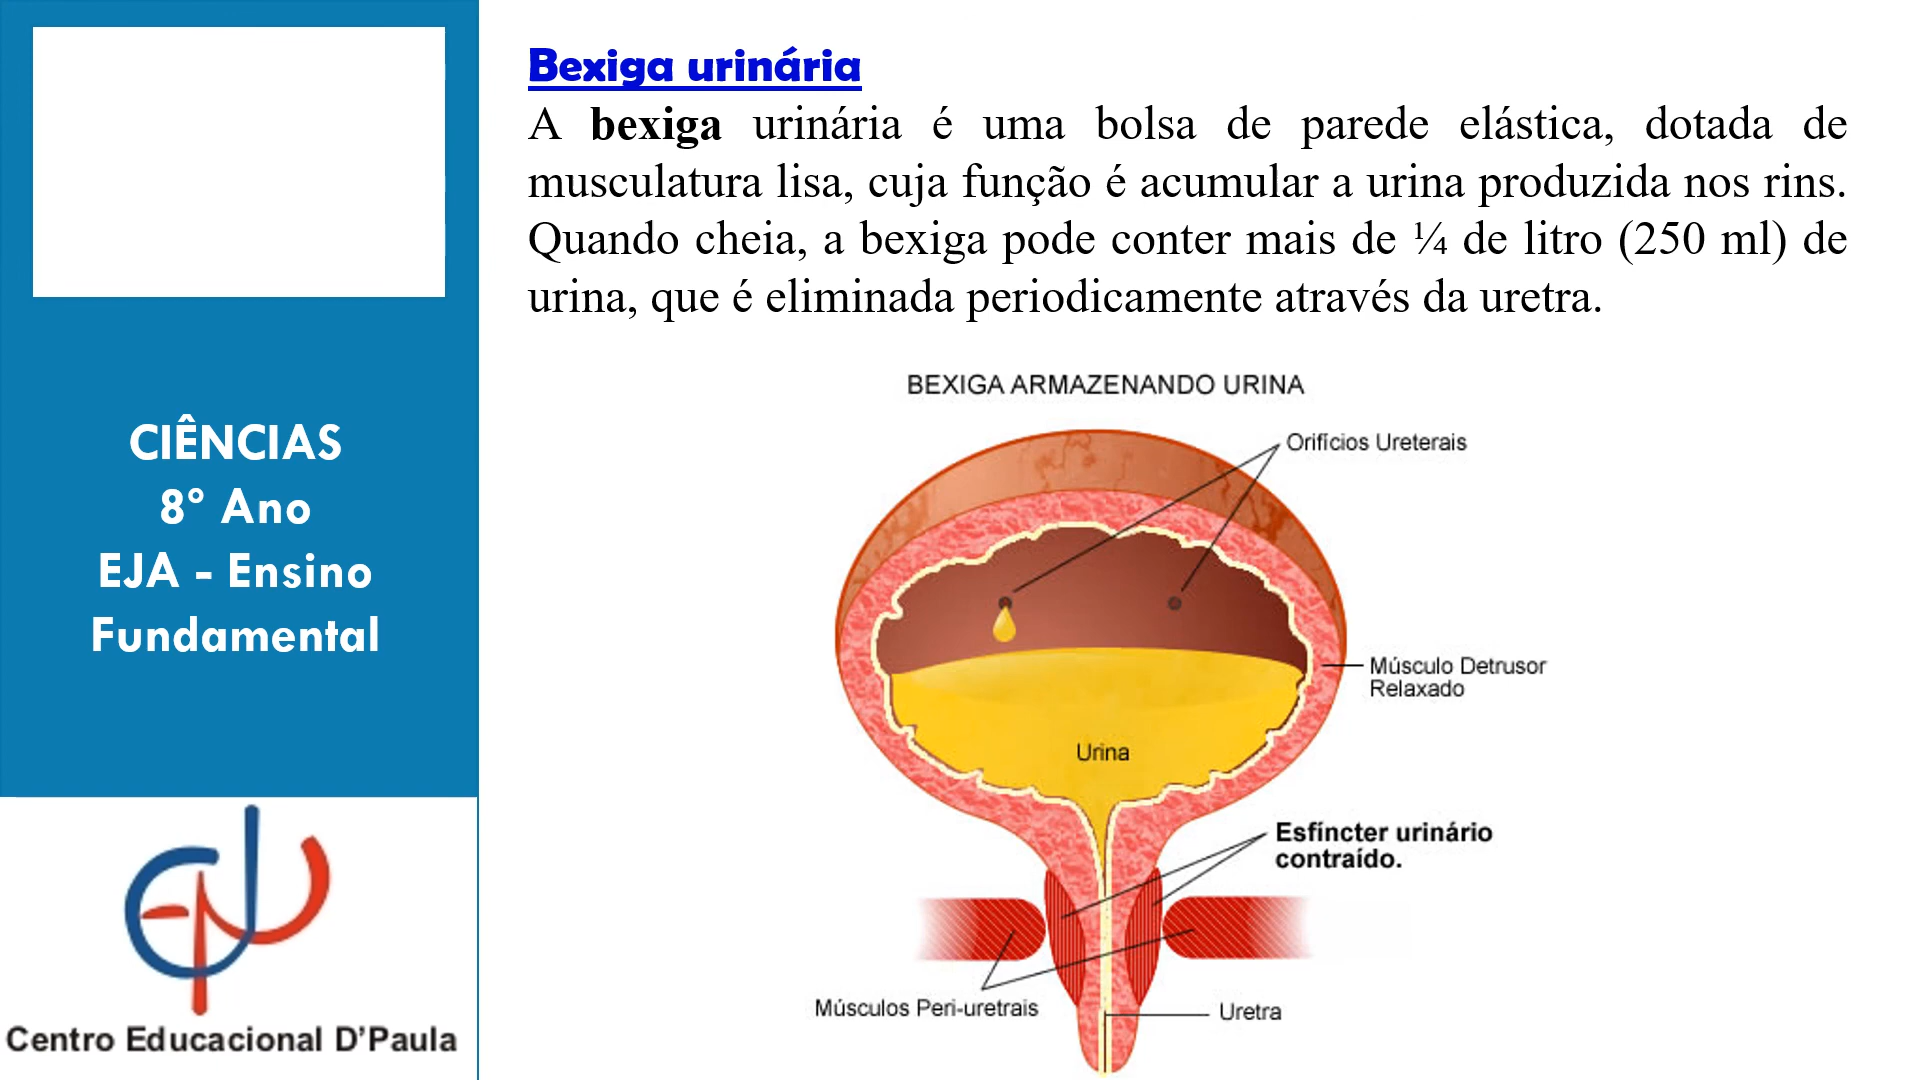 Bexiga urinária
A bexiga urinária é uma bolsa de parede elástica, dotada de
musculatura lisa, cuja função é acumular a urina produzida nos rins.
Quando cheia, a bexiga pode conter mais de ¼ de litro (250 ml) de
urina, que é eliminada periodicamente através da uretra.
CIÊNCIAS
8° Ano
EJA - Ensino
Fundamental
Centro Educacional D'Paula
BEXIGA ARMAZENANDO URINA
Orifícios Ureterais
Músculo Detrusor
Relaxado
Urina
Esfíncter urinário
contraído.
Músculos Peri-uretrais
Uretra